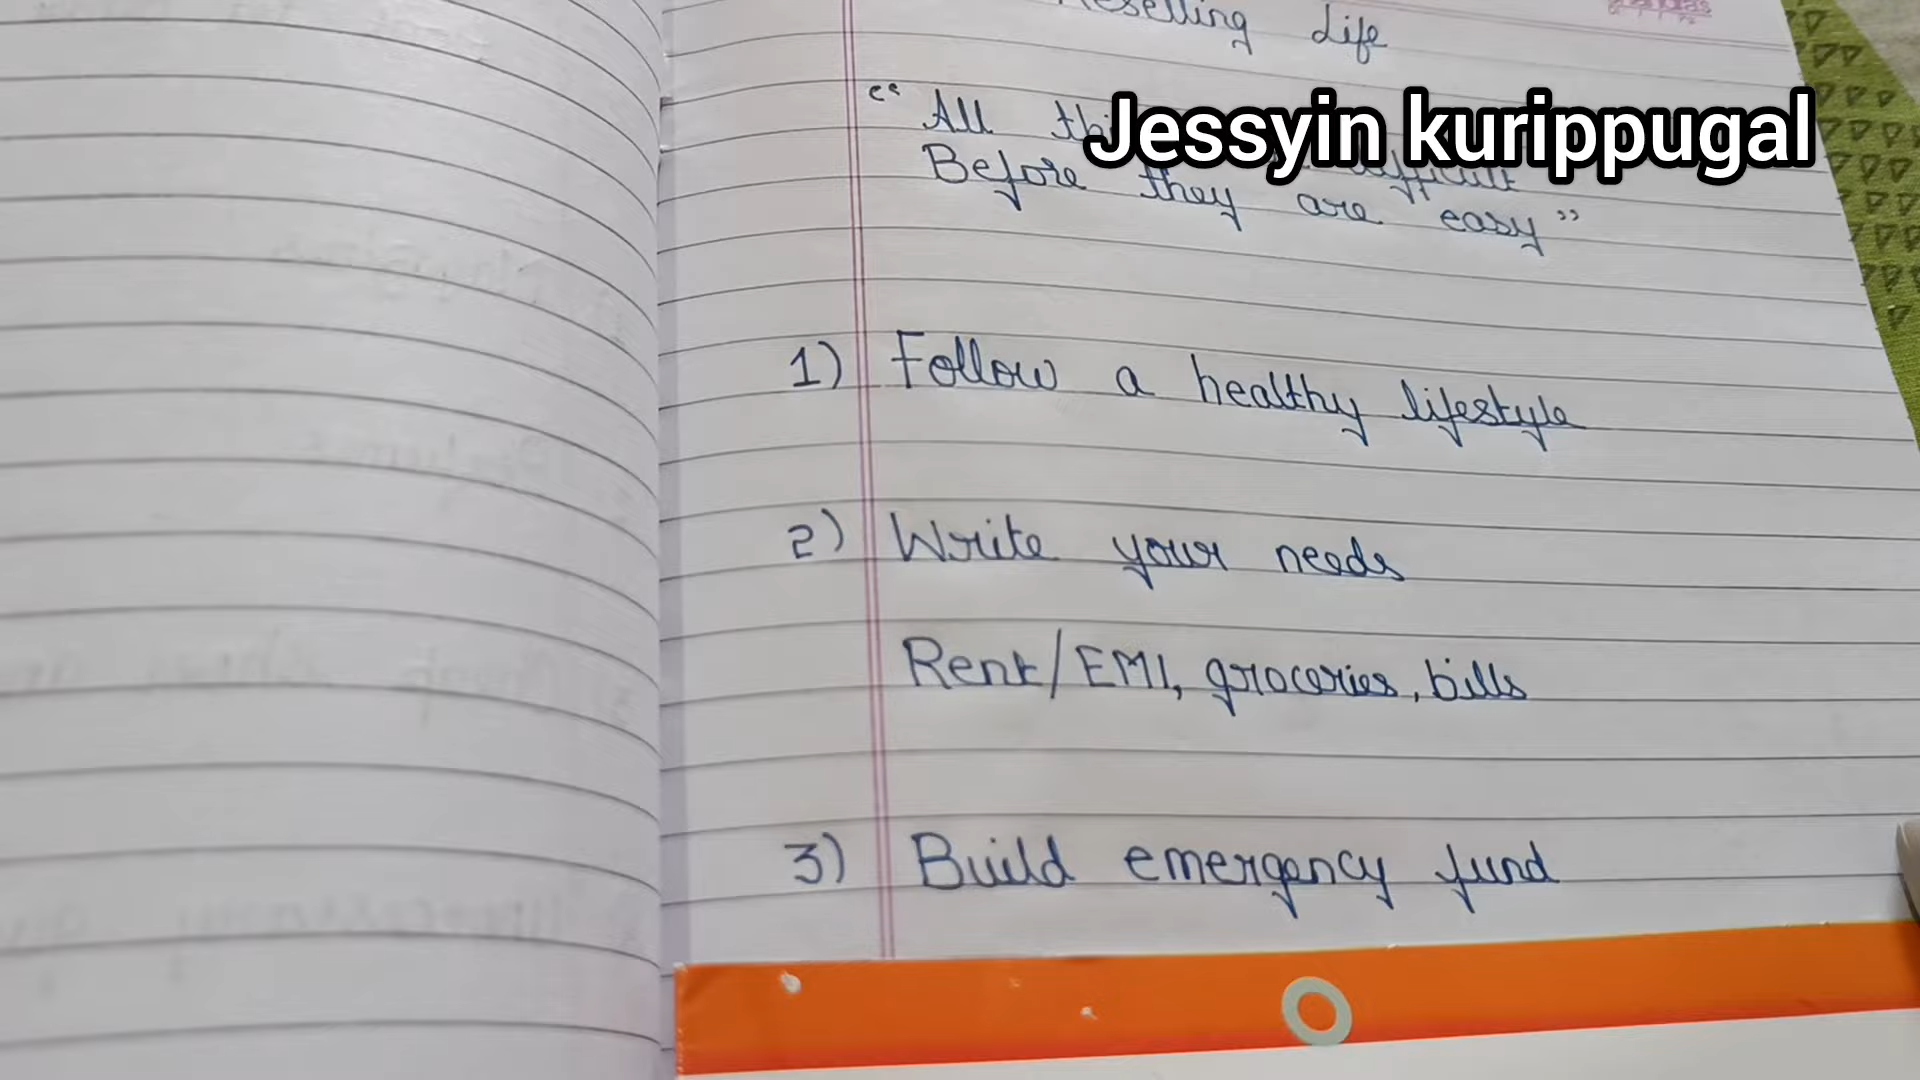 Life
Jessyin kurippugal
“ All
Before they are easy ”
1) Follow a healthy lifestyle
2) Write your needs
Rent/EMI, groceries, bills
3) Build emergency fund